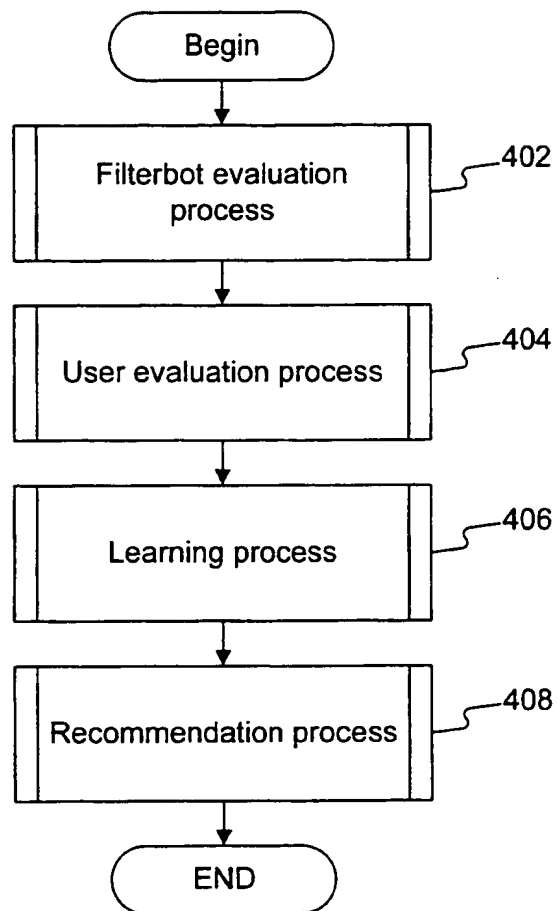 Begin
Filterbot evaluation
process
402
User evaluation process
404
Learning process
406
Recommendation process
408
END